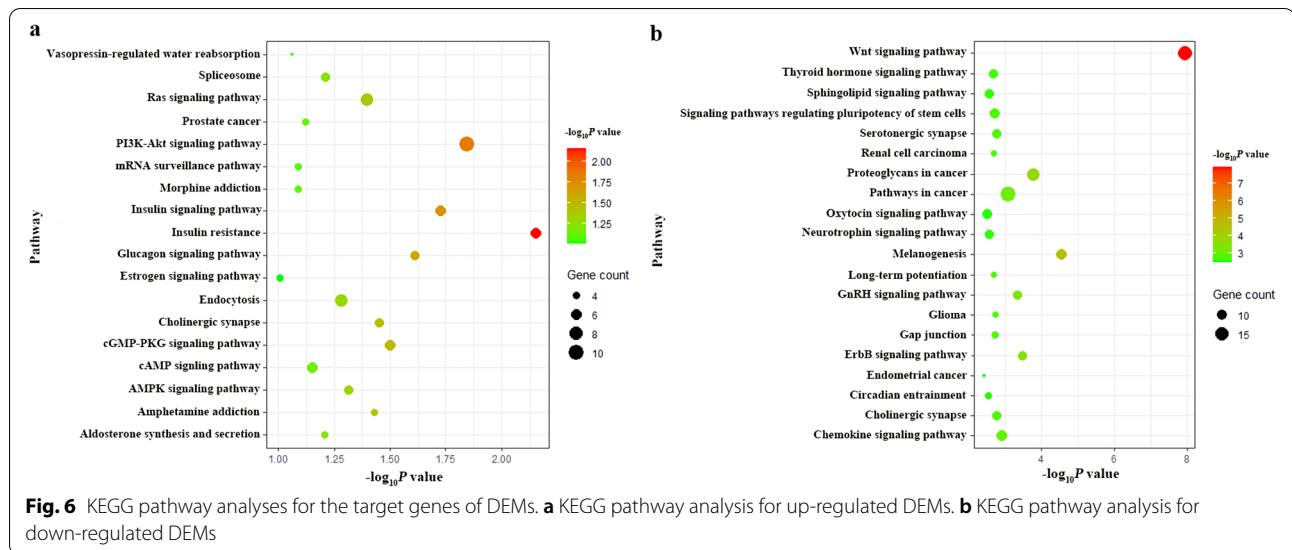 a
Vasopressin-regulated water reabsorption
Spliceosome
Ras signaling pathway
Prostate cancer
PI3K-Akt signaling pathway
mRNA surveillance pathway
Morphine addiction
Insulin signaling pathway
Insulin resistance
Glucagon signaling pathway
Estrogen signaling pathway
Endocytosis
Cholinergic synapse
cGMP-PKG signaling pathway
cAMP signling pathway
AMPK signaling pathway
Amphetamine addiction
Aldosterone synthesis and secretion
Pathway
1.00 1.25 1.50 1.75 2.00
-log10P value
-log10P value
2.00
1.75
1.50
1.25
Gene count
4
6
8
10
b
Wnt signaling pathway
Thyroid hormone signaling pathway
Sphingolipid signaling pathway
Signaling pathways regulating pluripotency of stem cells
Serotonergic synapse
Renal cell carcinoma
Proteoglycans in cancer
Pathways in cancer
Oxytocin signaling pathway
Neurotrophin signaling pathway
Melanogenesis
Long-term potentiation
GnRH signaling pathway
Glioma
Gap junction
ErbB signaling pathway
Endometrial cancer
Circadian entrainment
Cholinergic synapse
Chemokine signaling pathway
Pathway
4 6 8
-log10P value
-log10P value
7
6
5
4
3
Gene count
10
15
Fig. 6 KEGG pathway analyses for the target genes of DEMs. a KEGG pathway analysis for up-regulated DEMs. b KEGG pathway analysis for
down-regulated DEMs